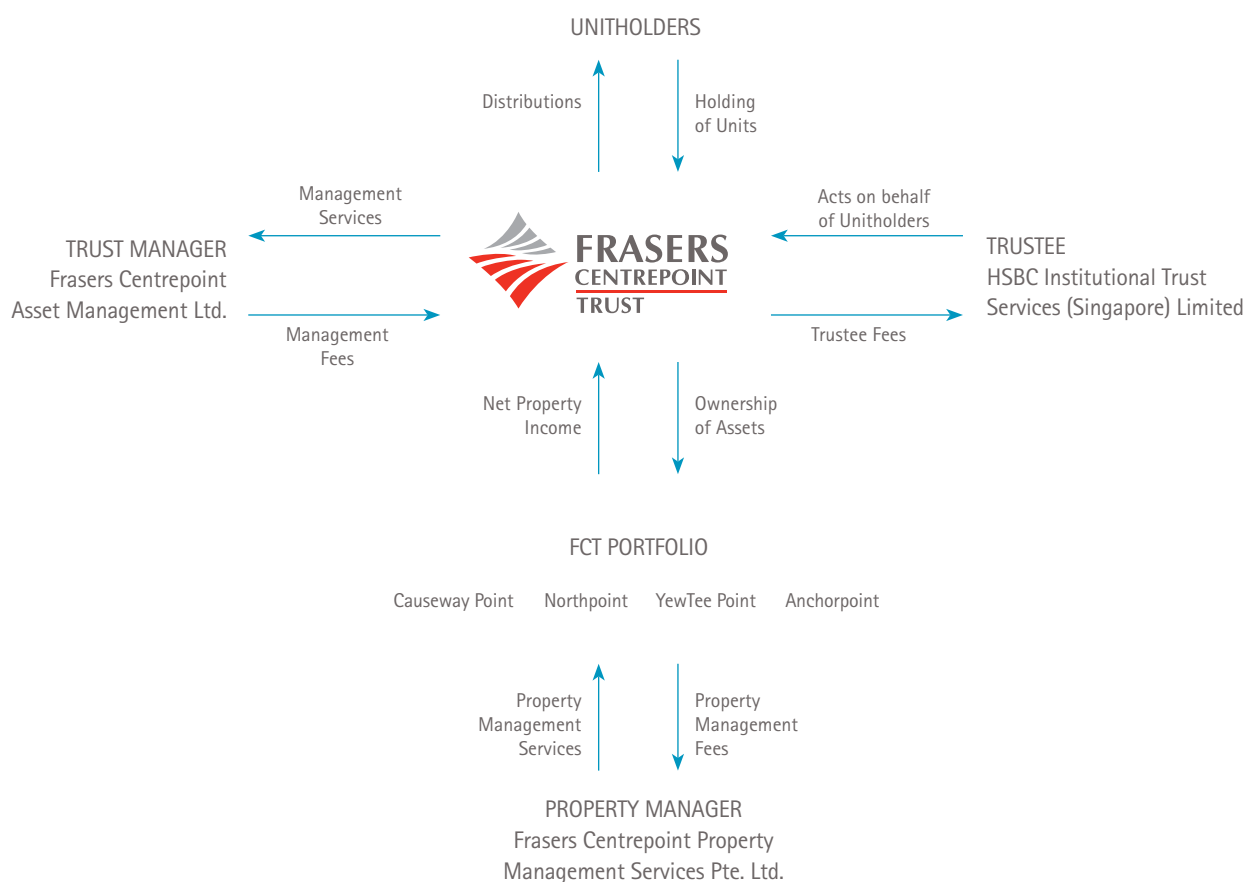 UNITHOLDERS
Distributions
Holding
of Units
Management
Services
Acts on behalf
of Unitholders
TRUST MANAGER
Frasers Centrepoint
Asset Management Ltd.
FRASERS
CENTREPOINT
TRUST
TRUSTEE
HSBC Institutional Trust
Services (Singapore) Limited
Management
Fees
Trustee Fees
Net Property
Income
Ownership
of Assets
FCT PORTFOLIO
Causeway Point Northpoint YewTee Point Anchorpoint
Property
Management
Services
Property
Management
Fees
PROPERTY MANAGER
Frasers Centrepoint Property
Management Services Pte. Ltd.